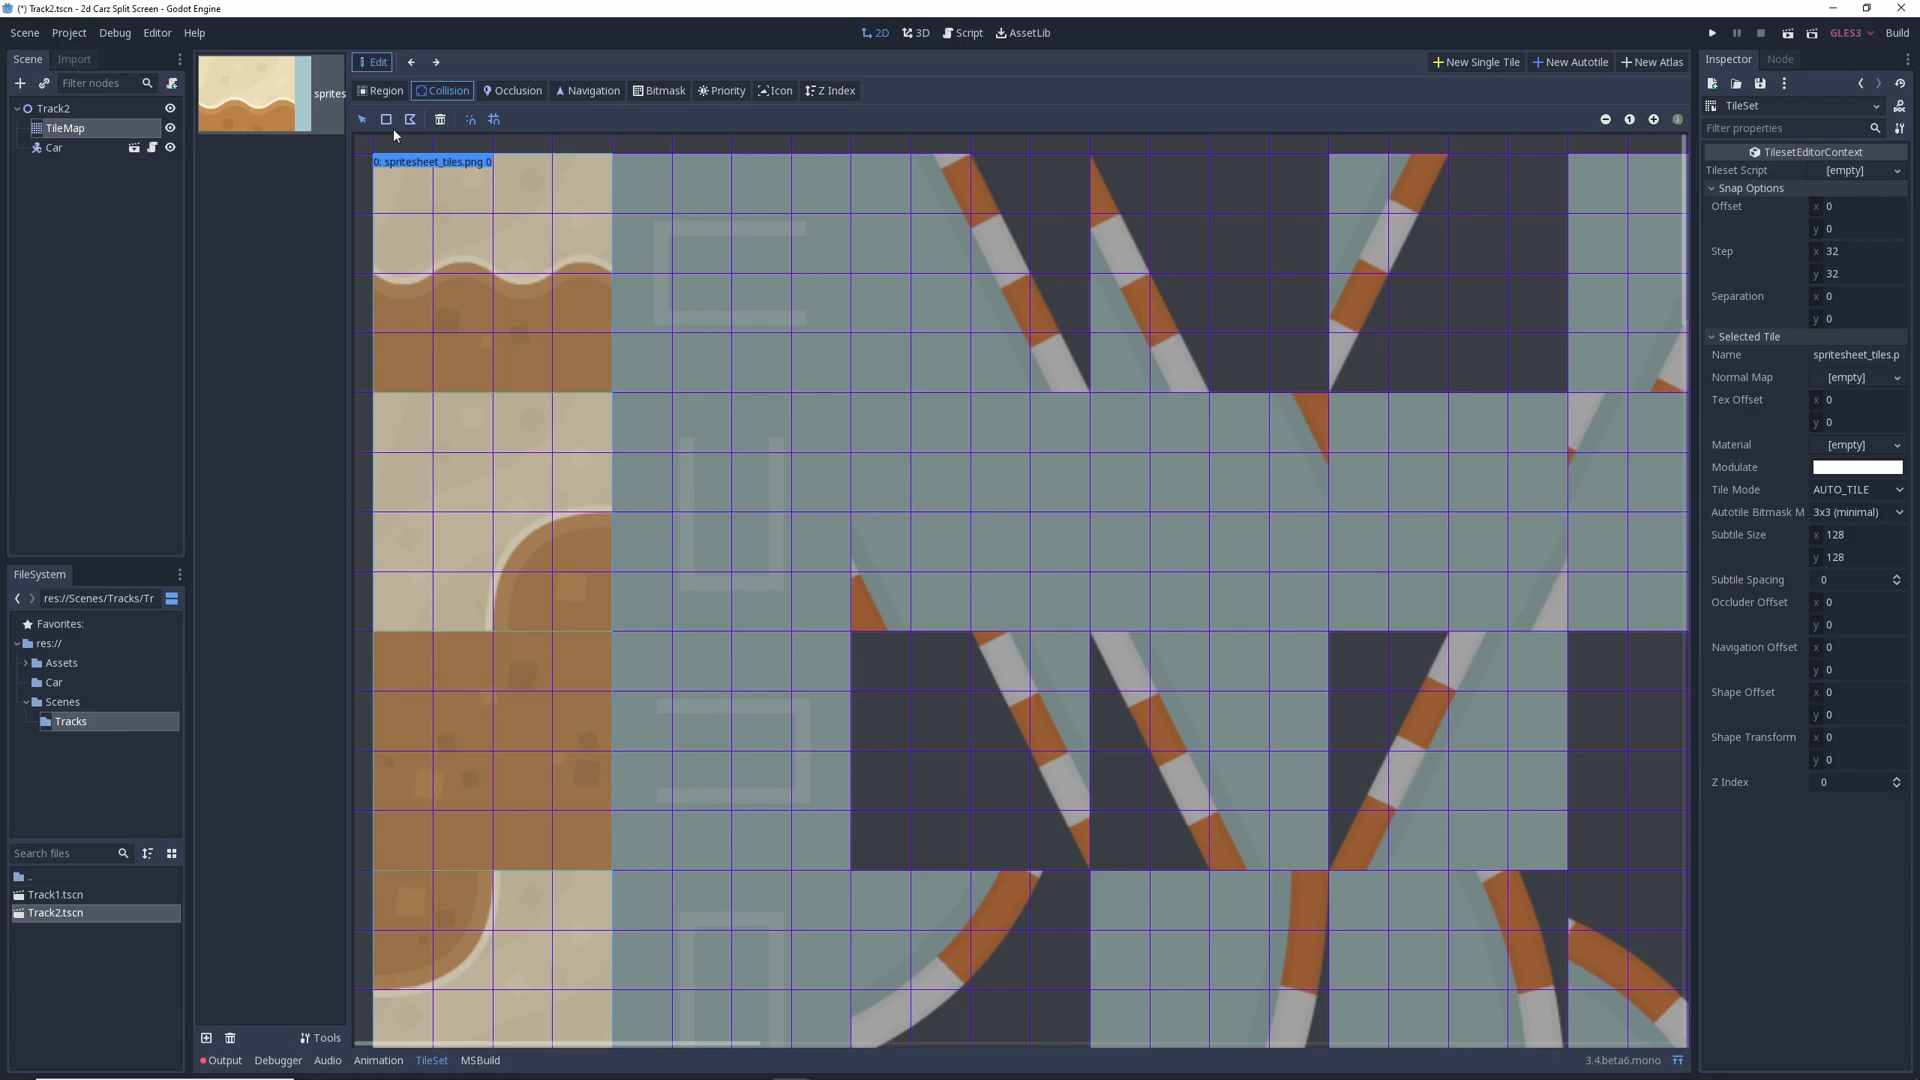 (*) Track2.tscn - 2d Carz Split Screen - Godot Engine
Scene Project Debug Editor Help
2D 3D Script AssetLib
GLES3 Build
Scene Import
Filter nodes
Track2
TileMap
Car
sprites
Edit
New Single Tile New Autotile New Atlas
Region Collision Occlusion Navigation Bitmask Priority Icon Z Index
0: spritesheet_tiles.png 0
FileSystem
res://Scenes/Tracks/Tr
Favorites:
res://
Assets
Car
Scenes
Tracks
Search files
..
Track1.tscn
Track2.tscn
Tools
Output Debugger Audio Animation TileSet MSBuild
3.4.beta6.mono
Inspector Node
TileSet
Filter properties
TilesetEditorContext
Tileset Script [empty]
Snap Options
Offset x 0
y 0
Step x 32
y 32
Separation x 0
y 0
Selected Tile
Name spritesheet_tiles.p
Normal Map [empty]
Tex Offset x 0
y 0
Material [empty]
Modulate
Tile Mode AUTO_TILE
Autotile Bitmask M 3x3 (minimal)
Subtile Size x 128
y 128
Subtile Spacing 0
Occluder Offset x 0
y 0
Navigation Offset x 0
y 0
Shape Offset x 0
y 0
Shape Transform x 0
y 0
Z Index 0